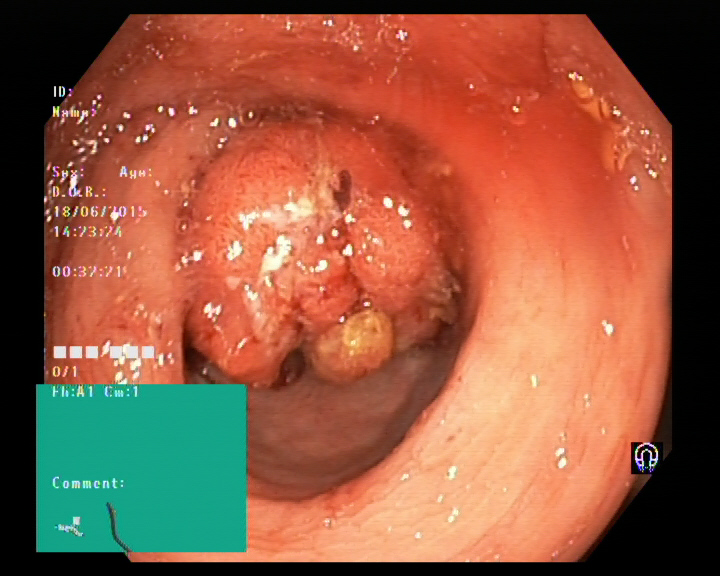 ID:
Name:
Sex: Age:
D.O.B.:
18/06/2015
14:23:24
00:32:21
0/1
Eh:A1 Cm:1
Comment: